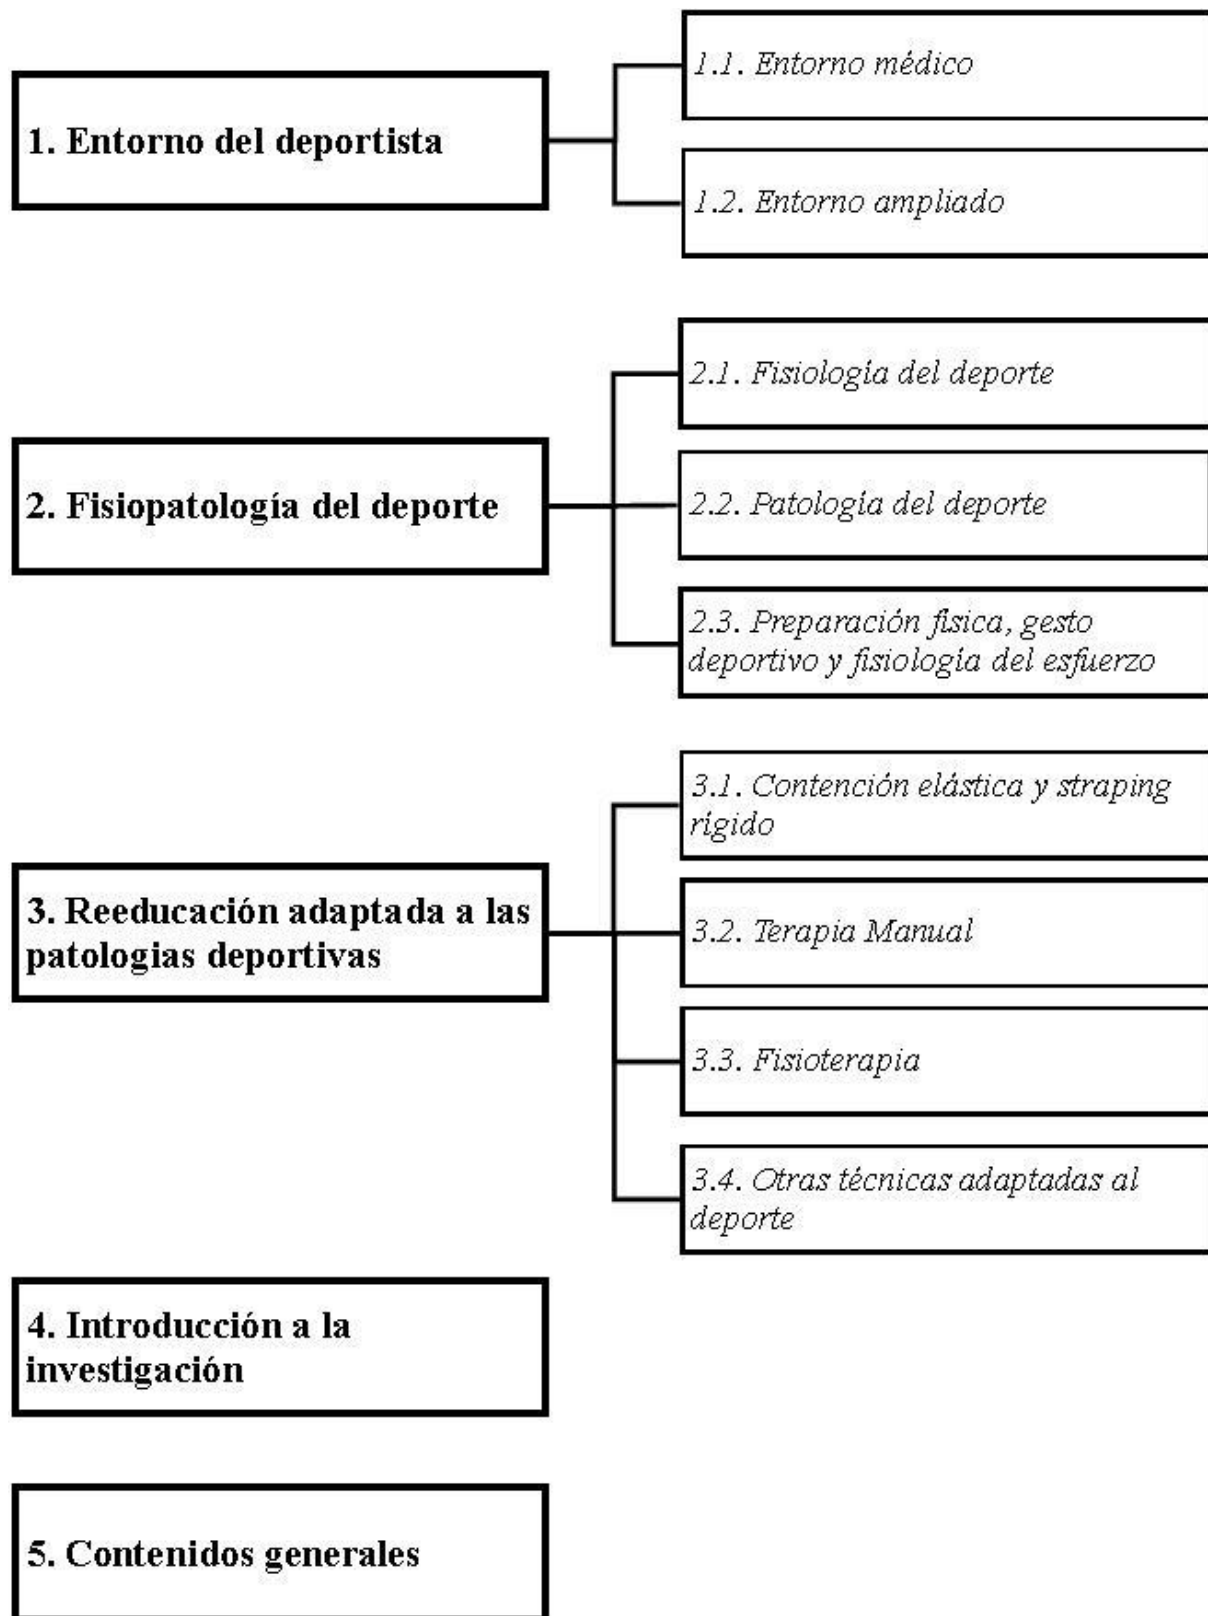 1. Entorno del deportista
1.1. Entorno médico
1.2. Entorno ampliado
2. Fisiopatología del deporte
2.1. Fisiología del deporte
2.2. Patología del deporte
2.3. Preparación física, gesto
deportivo y fisiología del esfuerzo
3. Reeducación adaptada a las
patologias deportivas
3.1. Contención elástica y straping
rígido
3.2. Terapia Manual
3.3. Fisioterapia
3.4. Otras técnicas adaptadas al
deporte
4. Introducción a la
investigación
5. Contenidos generales